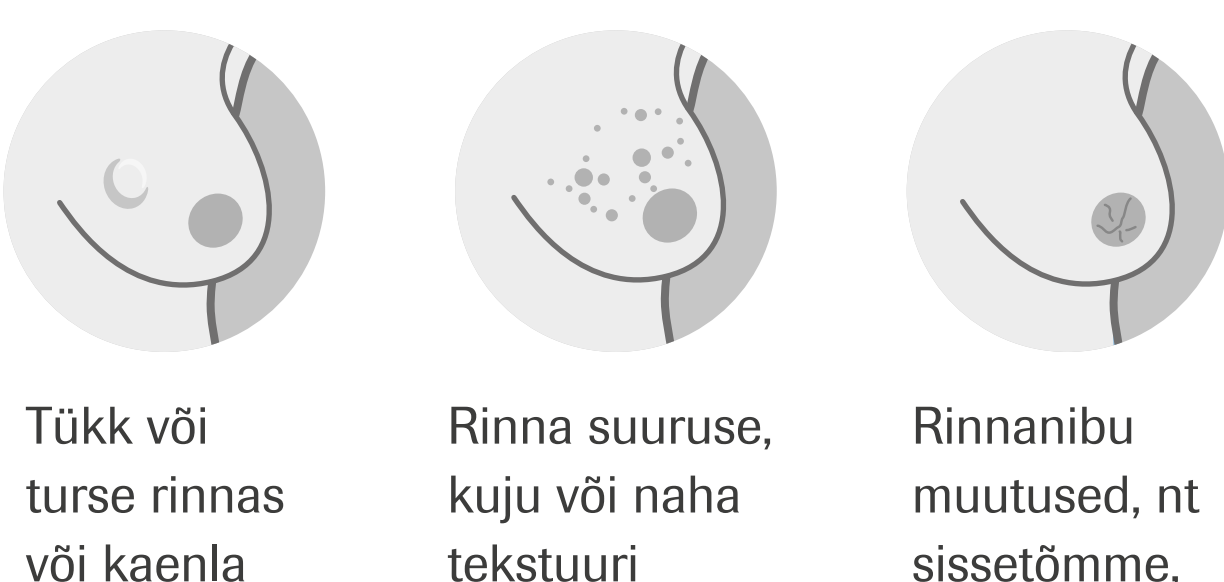 Tükk või
turse rinnas
või kaenla
Rinna suuruse,
kuju või naha
tekstuuri
Rinnanibu
muutused, nt
sissetõmme,